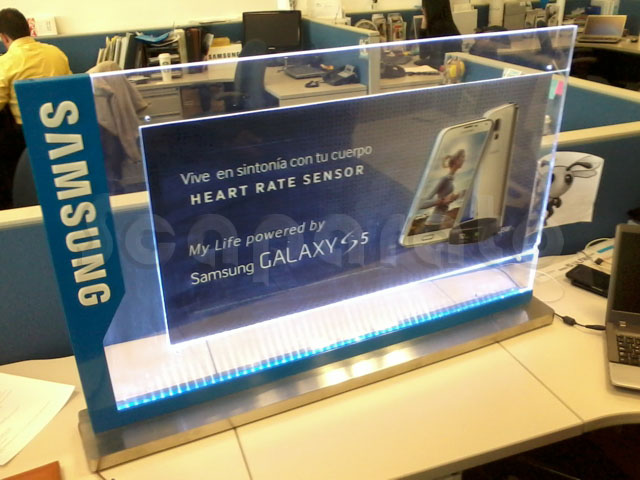 SAMSUNG
Vive en sintonía con tu cuerpo
HEART RATE SENSOR
My Life powered by
Samsung GALAXY S5